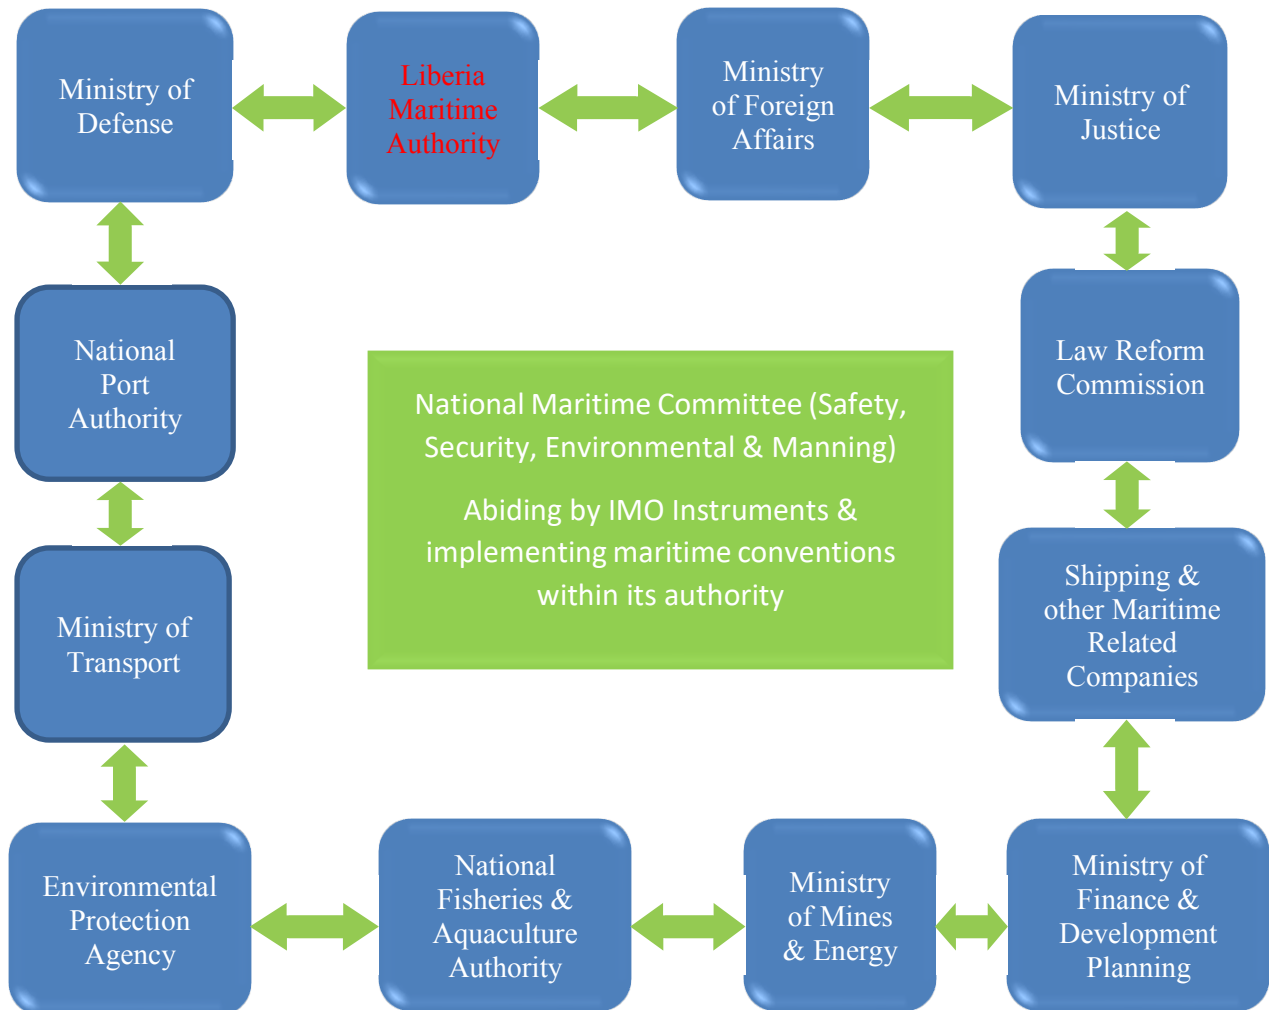 Ministry of
Defense
Liberia
Maritime
Authority
Ministry
of Foreign
Affairs
Ministry of
Justice
National
Port
Authority
Law Reform
Commission
National Maritime Committee (Safety,
Security, Environmental & Manning)
Abiding by IMO Instruments &
implementing maritime conventions
within its authority
Ministry of
Transport
Shipping &
other Maritime
Related
Companies
Environmental
Protection
Agency
National
Fisheries &
Aquaculture
Authority
Ministry
of Mines
& Energy
Ministry of
Finance &
Development
Planning